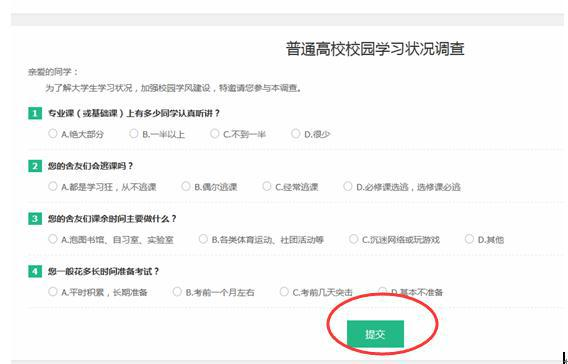 普通高校校园学习状况调查
亲爱的同学：
为了解大学生学习状况，加强校园学风建设，特邀请您参与本调查。
1 专业课（或基础课）上有多少同学认真听讲？
A.绝大部分 B.一半以上 C.不到一半 D.很少
2 您的舍友们会逃课吗？
A.都是学习狂，从不逃课 B.偶尔逃课 C.经常逃课 D.必修课选逃，选修课必逃
3 您的舍友们课余时间主要做什么？
A.泡图书馆、自习室、实验室 B.各类体育运动、社团活动等 C.沉迷网络或玩游戏 D.其他
4 您一般花多长时间准备考试？
A.平时积累，长期准备 B.考前一个月左右 C.考前几天突击 D.基本不准备
提交